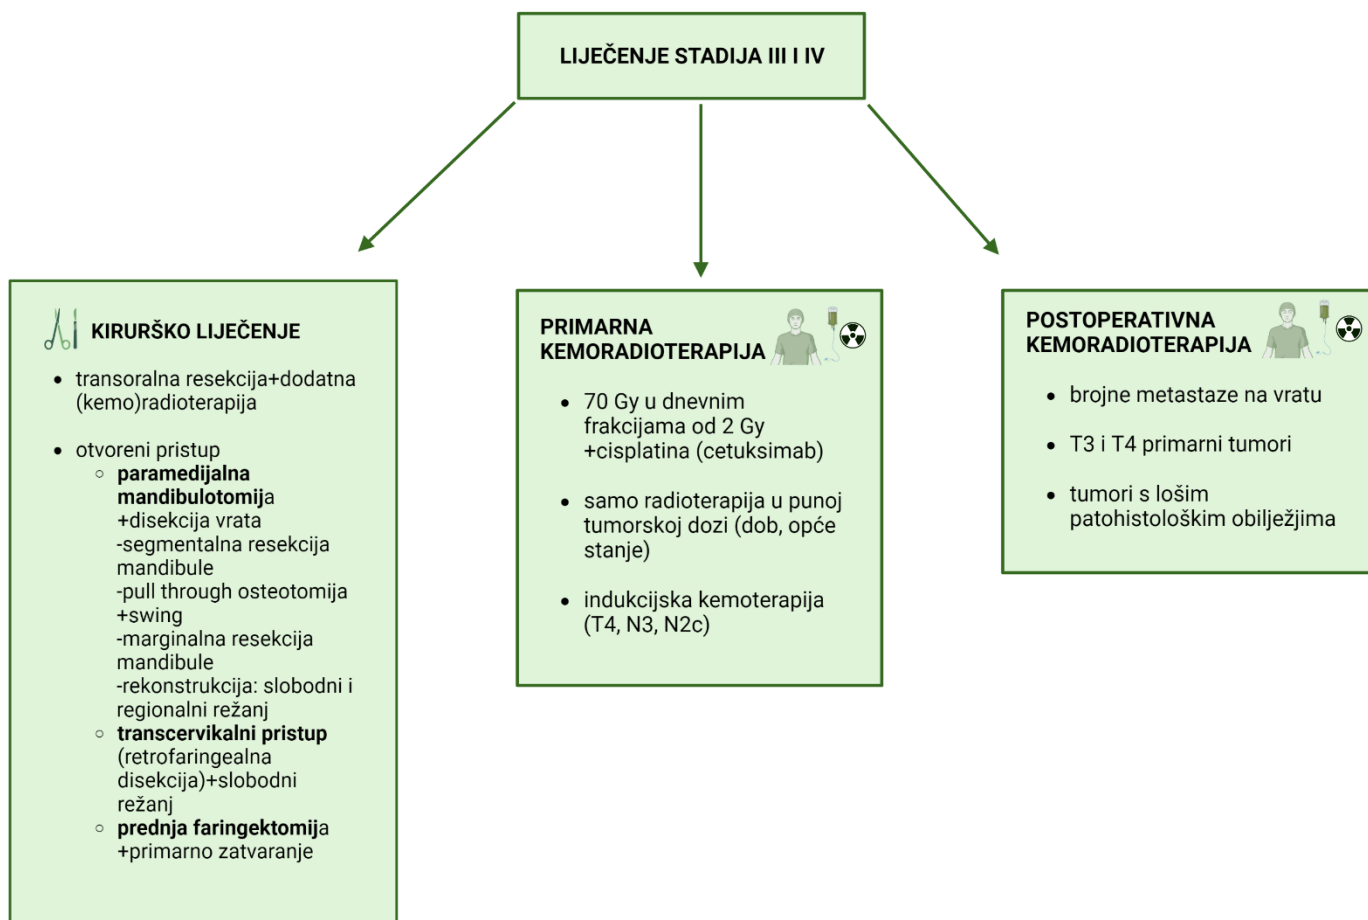 LIJEČENJE STADIJA III I IV
KIRURŠKO LIJEČENJE
• transoralna resekcija+dodatna
(kemo)radioterapija
• otvoreni pristup
○ paramedijalna
mandibulotomija
+disekcija vrata
-segmentalna resekcija
mandibule
-pull through osteotomija
+swing
-marginalna resekcija
mandibule
-rekonstrukcija: slobodni i
regionalni režanj
○ transcervikalni pristup
(retrofaringealna
disekcija)+slobodni
režanj
○ prednja faringektomija
+primarno zatvaranje
PRIMARNA
KEMORADIOTERAPIJA
• 70 Gy u dnevnim
frakcijama od 2 Gy
+cisplatina (cetuksimab)
• samo radioterapija u punoj
tumorskoj dozi (dob, opće
stanje)
• indukcijska kemoterapija
(T4, N3, N2c)
POSTOPERATIVNA
KEMORADIOTERAPIJA
• brojne metastaze na vratu
• T3 i T4 primarni tumori
• tumori s lošim
patohistološkim obilježjima